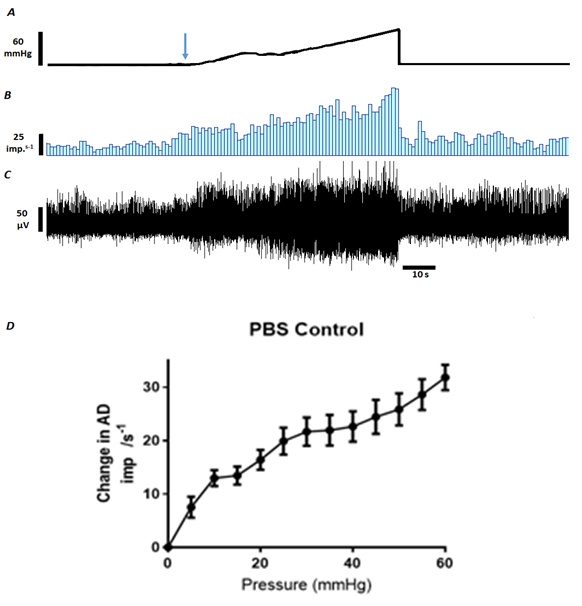 A
60
mmHg
B
25
imp.s-1
C
50
µV
10 s
D
PBS Control
Change in AD
imp /s-1
30
20
10
0
0 20 40 60
Pressure (mmHg)